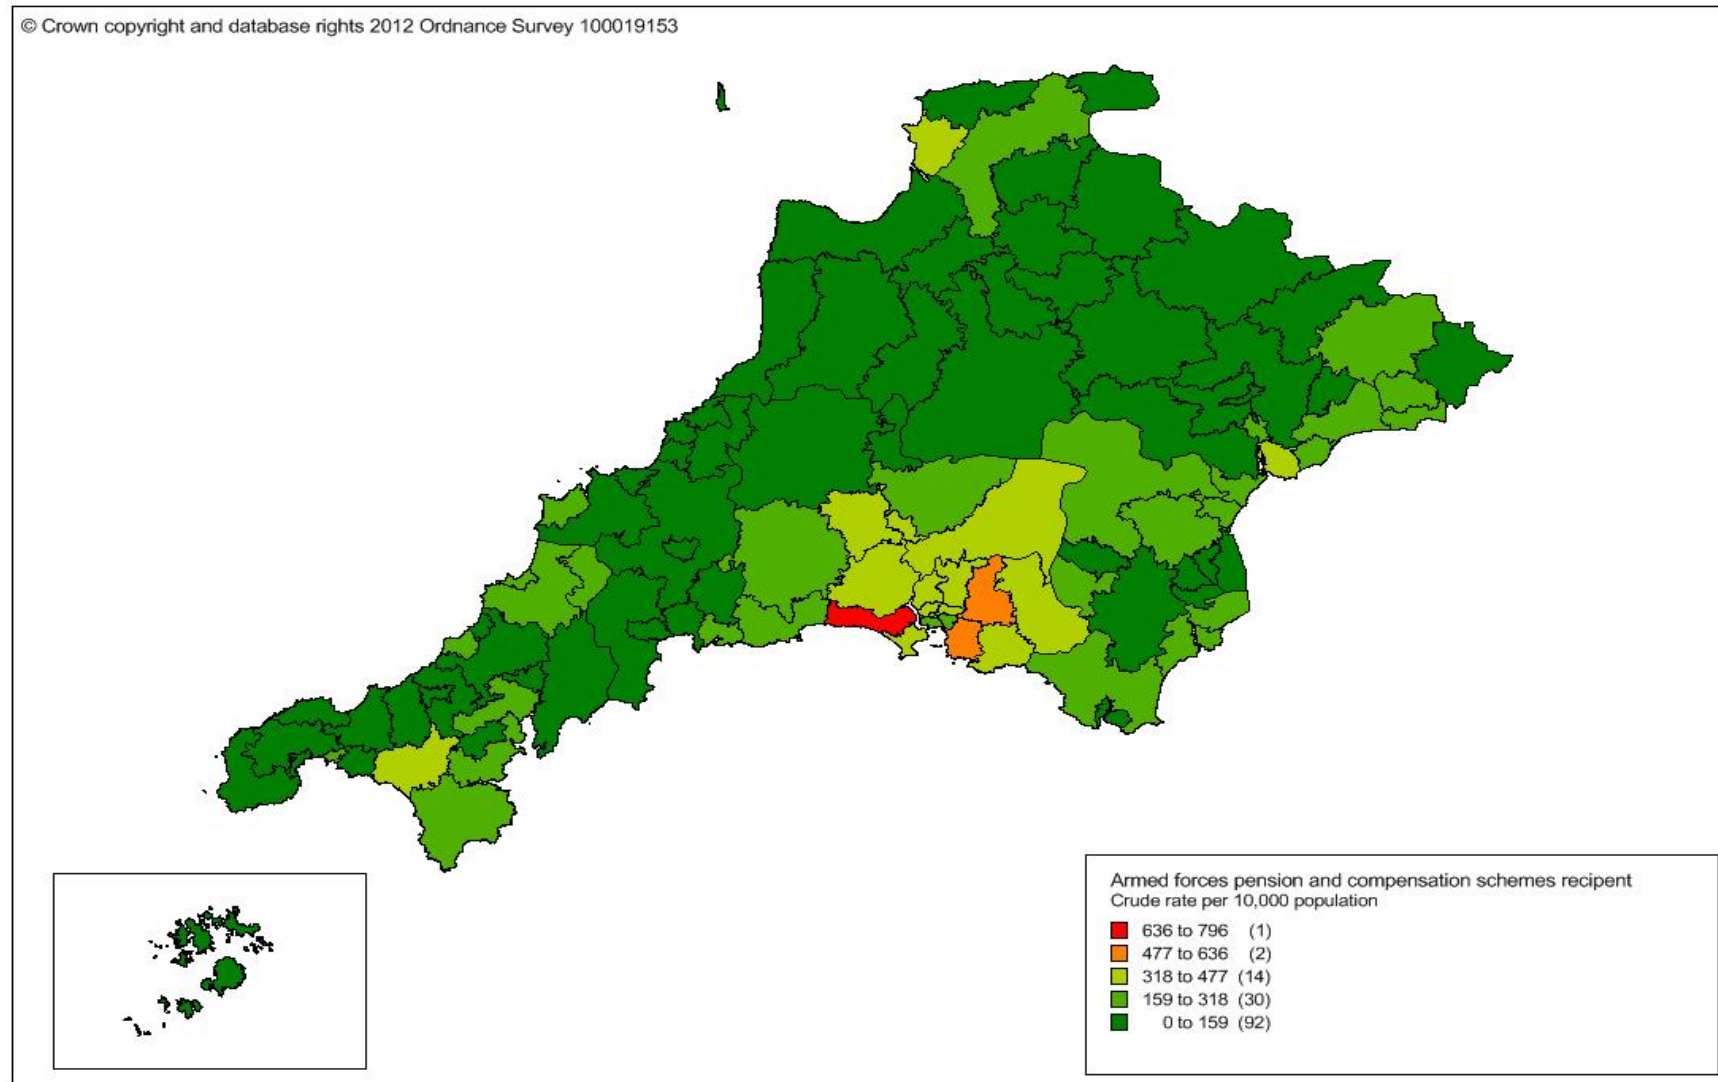 © Crown copyright and database rights 2012 Ordnance Survey 100019153
Armed forces pension and compensation schemes recipent
Crude rate per 10,000 population
636 to 796 (1)
477 to 636 (2)
318 to 477 (14)
159 to 318 (30)
0 to 159 (92)